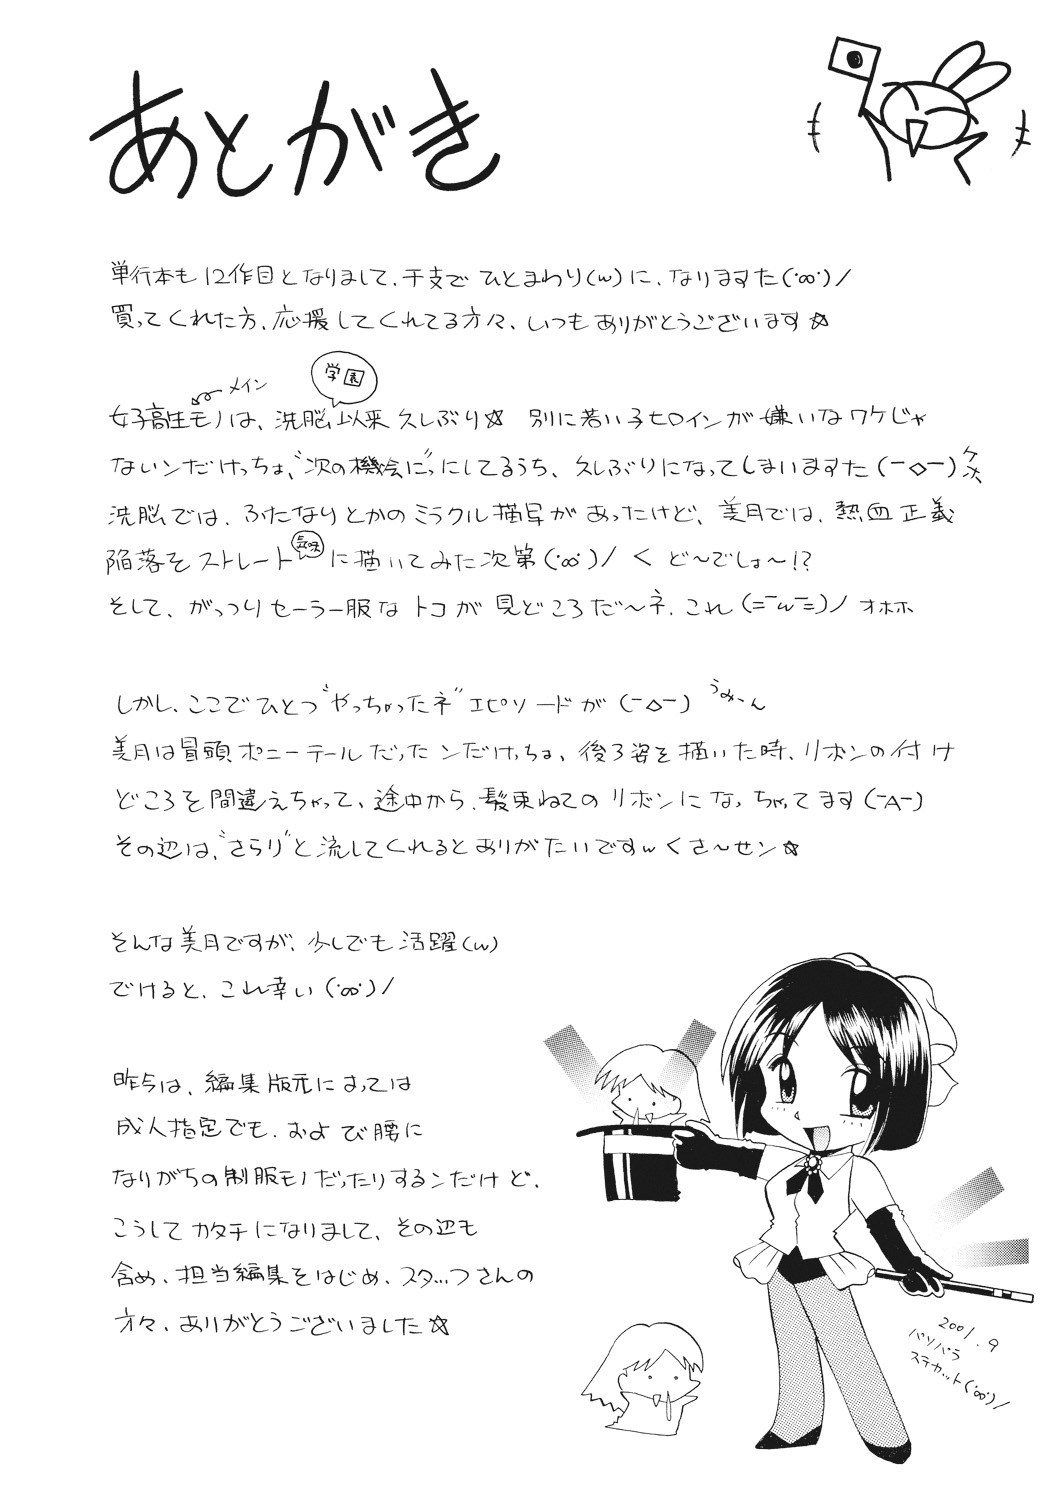 あとがき
単行本も12作目となりまして、干支でひとまわり(w)に、なりますた(・∞・)ノ
買ってくれた方、応援してくれてる方々、いつもありがとうございます☆
メイン
学園
女子高生モノは、洗脳以来久しぶり☆ 別に若い子ヒロインが嫌いなワケじゃ
ないンだけっちょ、“次の機会に”にしてるうち、久しぶりになってしまいますた(ー◇ー)
洗脳では、ふたなりとかのミラクル描写があったけど、美月では、熱血正義
気味
陥落をストレートに描いてみた次第(・∞・)ノ く ど〜でしょ〜!?
そして、がっつりセーラー服なトコが見どころだ〜ネ、これ(=ーwー=)ノ オホホ
しかし、ここでひとつ“やっちゃったネ”エピソードが(ー◇ー) うみーん
美月は冒頭ポニーテールだったンだけっちょ、後ろ姿を描いた時、リボンの付け
どころを間違えちゃって、途中から、髪束ねてのリボンになっちゃってます(ーAー)
その辺は、“さらり”と流してくれるとありがたいですw くさ〜せン☆
そんな美月ですが、少しでも活躍(w)
でけると、これ幸い(・∞・)ノ
昨今は、編集版元によっては
成人指定でも、および腰に
なりがちの制服モノだったりするンだけど、
こうしてカタチになりまして、その辺も
含め、担当編集をはじめ、スタッフさんの
方々、ありがとうございました☆
2001.9
パソパラ
ステカット(・∞・)ノ